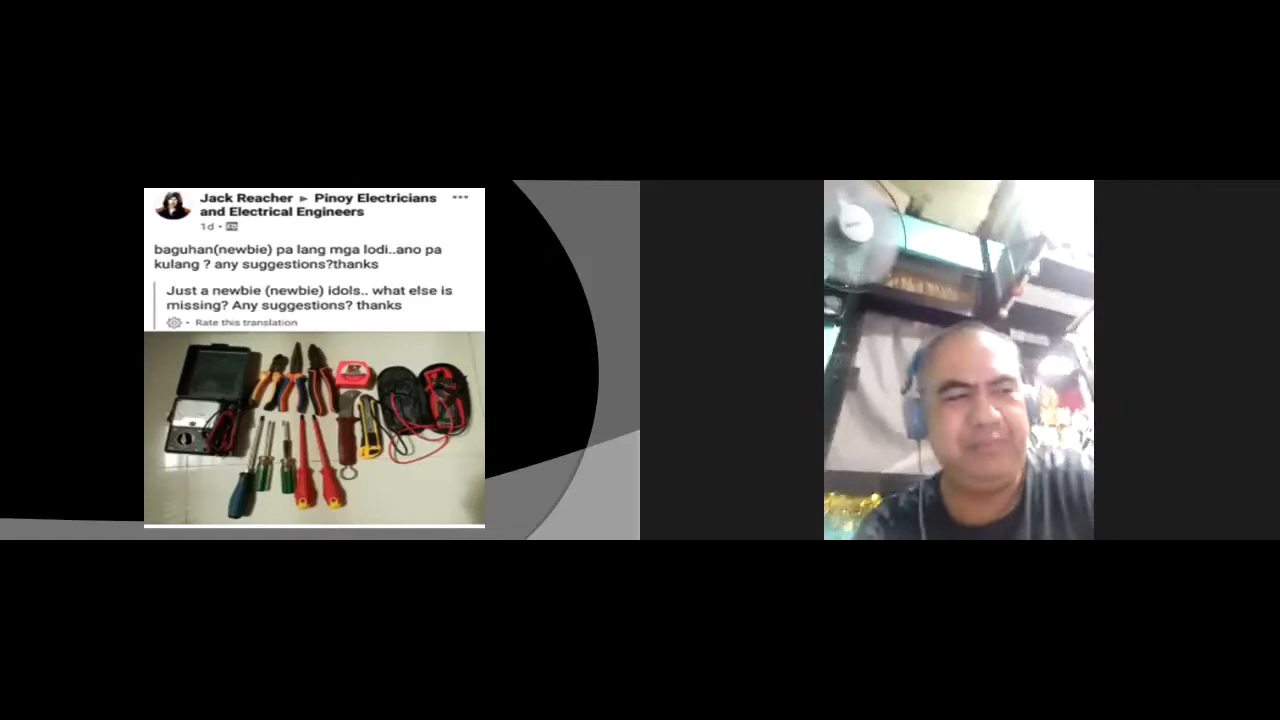 Jack Reacher ► Pinoy Electricians
and Electrical Engineers
1d •
baguhan(newbie) pa lang mga lodi..ano pa
kulang ? any suggestions?thanks
Just a newbie (newbie) idols.. what else is
missing? Any suggestions? thanks
• Rate this translation